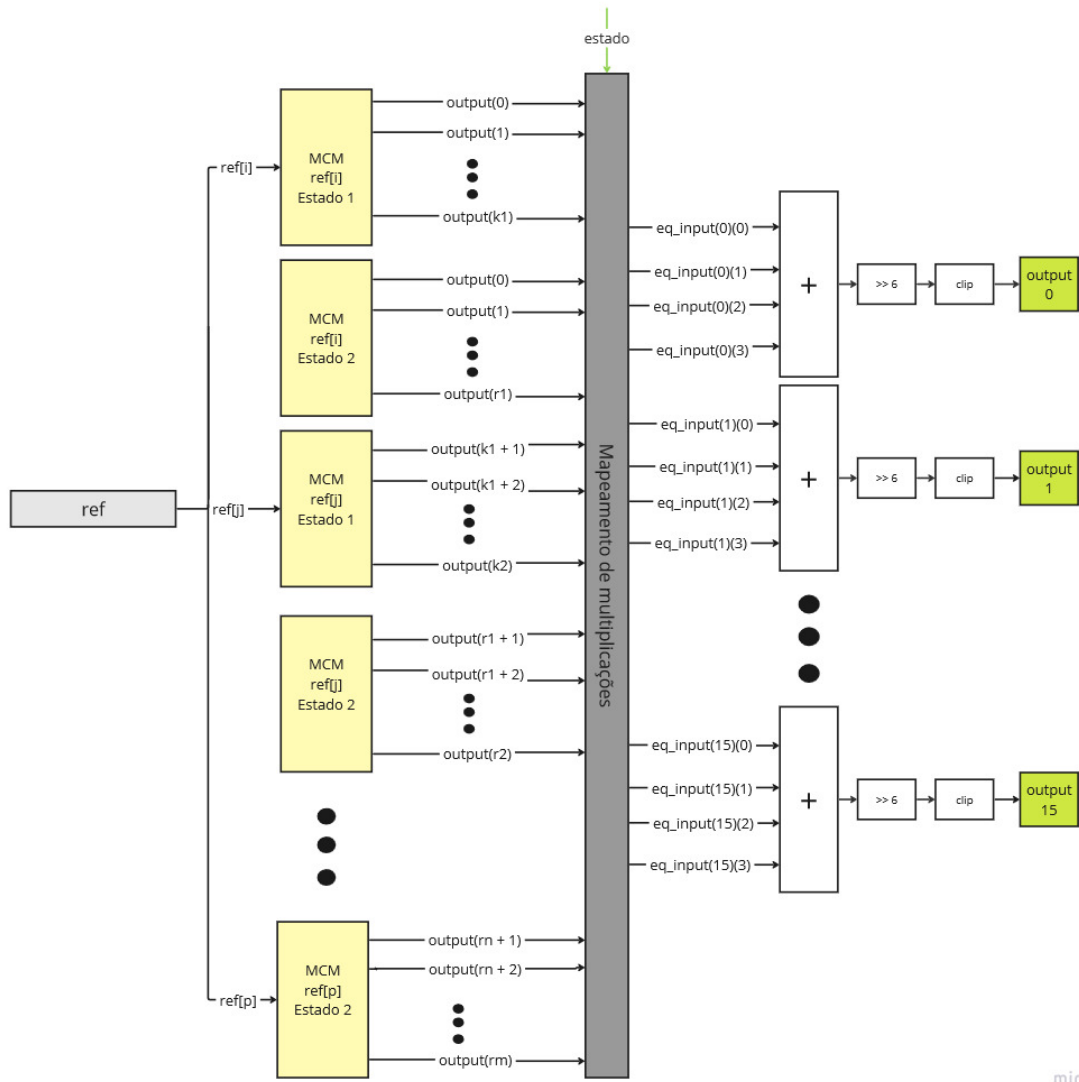 estado
ref
ref[i]
MCM
ref[i]
Estado 1
output(0)
output(1)
output(k1)
MCM
ref[i]
Estado 2
output(0)
output(1)
output(r1)
ref[j]
MCM
ref[j]
Estado 1
output(k1 + 1)
output(k1 + 2)
output(k2)
MCM
ref[j]
Estado 2
output(r1 + 1)
output(r1 + 2)
output(r2)
ref[p]
MCM
ref[p]
Estado 2
output(rn + 1)
output(rn + 2)
output(rm)
Mapeamento de multiplicações
eq_input(0)(0)
eq_input(0)(1)
eq_input(0)(2)
eq_input(0)(3)
+
>> 6
clip
output
0
eq_input(1)(0)
eq_input(1)(1)
eq_input(1)(2)
eq_input(1)(3)
+
>> 6
clip
output
1
eq_input(15)(0)
eq_input(15)(1)
eq_input(15)(2)
eq_input(15)(3)
+
>> 6
clip
output
15